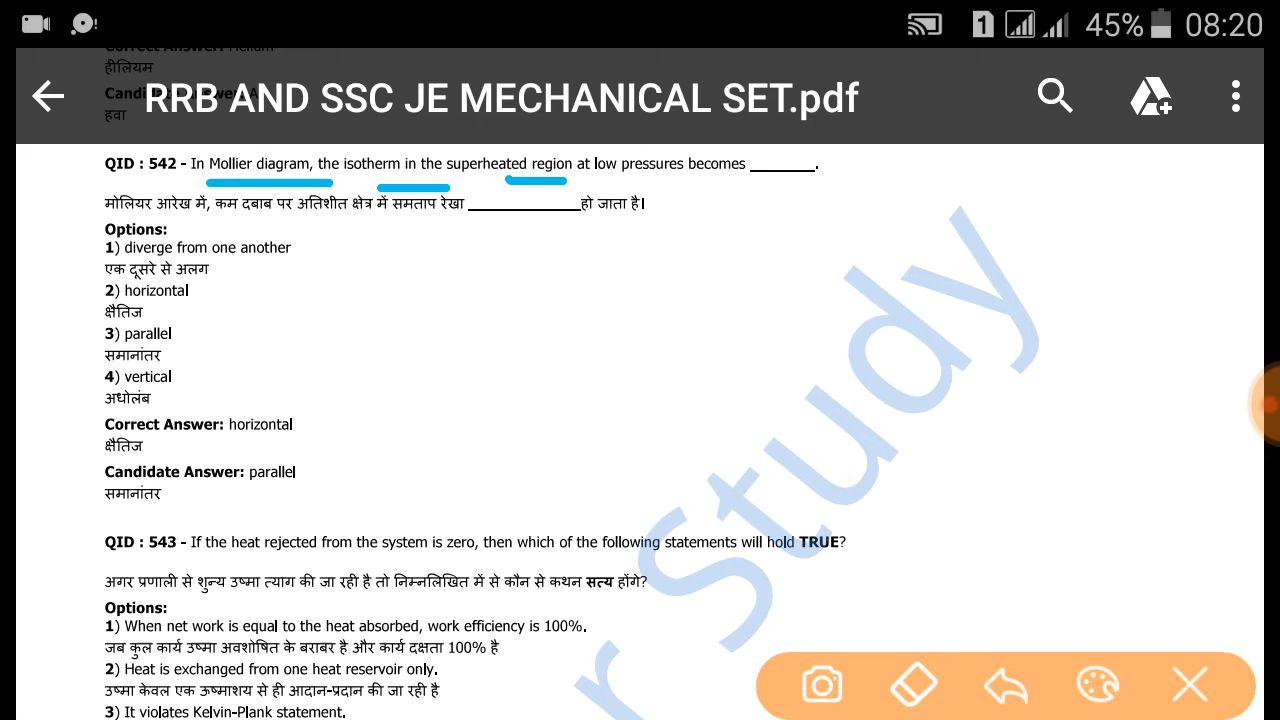 45% 08:20
1
Correct Answer: Helium
हीलियम
RRB AND SSC JE MECHANICAL SET.pdf
हवा
QID : 542 - In Mollier diagram, the isotherm in the superheated region at low pressures becomes ________.
मोलियर आरेख में, कम दबाब पर अतिशीत क्षेत्र में समताप रेखा ______________हो जाता है।
Options:
1) diverge from one another
एक दूसरे से अलग
2) horizontal
क्षैतिज
3) parallel
समानांतर
4) vertical
अधोलंब
Correct Answer: horizontal
क्षैतिज
Candidate Answer: parallel
समानांतर
QID : 543 - If the heat rejected from the system is zero, then which of the following statements will hold TRUE?
अगर प्रणाली से शुन्य उष्मा त्याग की जा रही है तो निम्नलिखित में से कौन से कथन सत्य होंगे?
Options:
1) When net work is equal to the heat absorbed, work efficiency is 100%.
जब कुल कार्य उष्मा अवशोषित के बराबर है और कार्य दक्षता 100% है
2) Heat is exchanged from one heat reservoir only.
उष्मा केवल एक ऊष्माशय से ही आदान-प्रदान की जा रही है
3) It violates Kelvin-Plank statement.
r Study